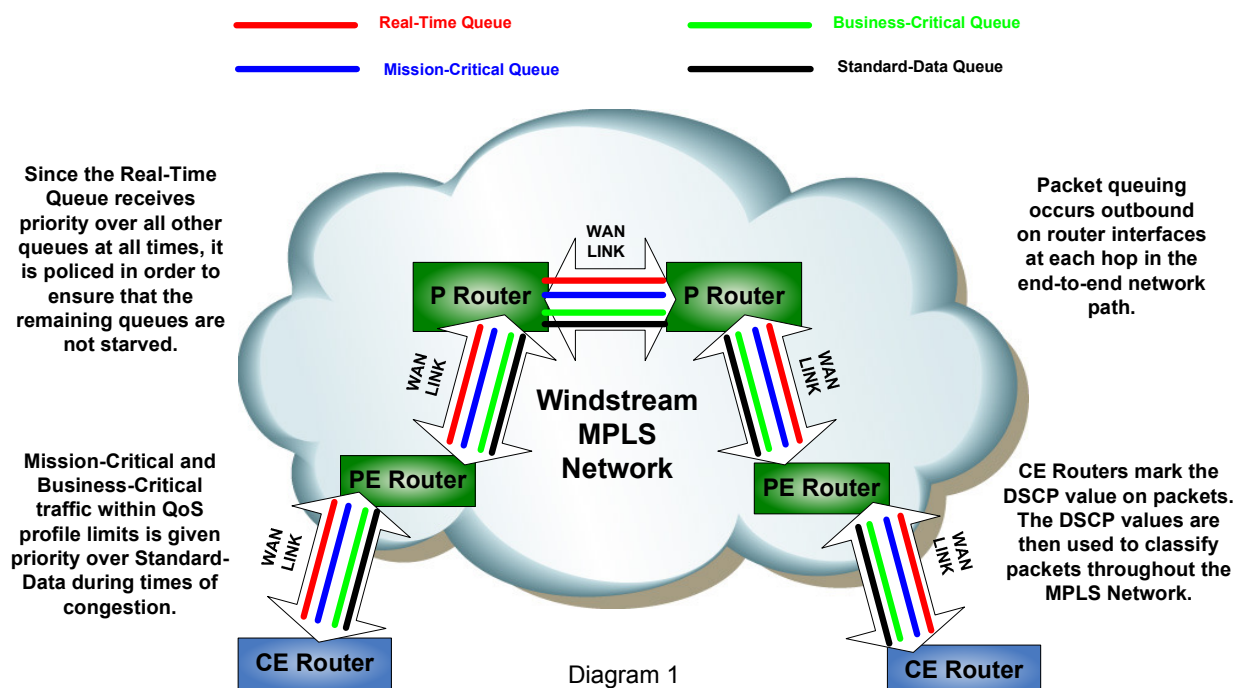 Real-Time Queue
Business-Critical Queue
Mission-Critical Queue
Standard-Data Queue
Since the Real-Time
Queue receives
priority over all other
queues at all times, it
is policed in order to
ensure that the
remaining queues are
not starved.
Packet queuing
occurs outbound
on router interfaces
at each hop in the
end-to-end network
path.
WAN
LINK
P Router
P Router
WAN
LINK
WAN
LINK
Windstream
MPLS
Network
Mission-Critical and
Business-Critical
traffic within QoS
profile limits is given
priority over Standard-
Data during times of
congestion.
PE Router
PE Router
CE Routers mark the
DSCP value on packets.
The DSCP values are
then used to classify
packets throughout the
MPLS Network.
WAN
LINK
WAN
LINK
CE Router
Diagram 1
CE Router